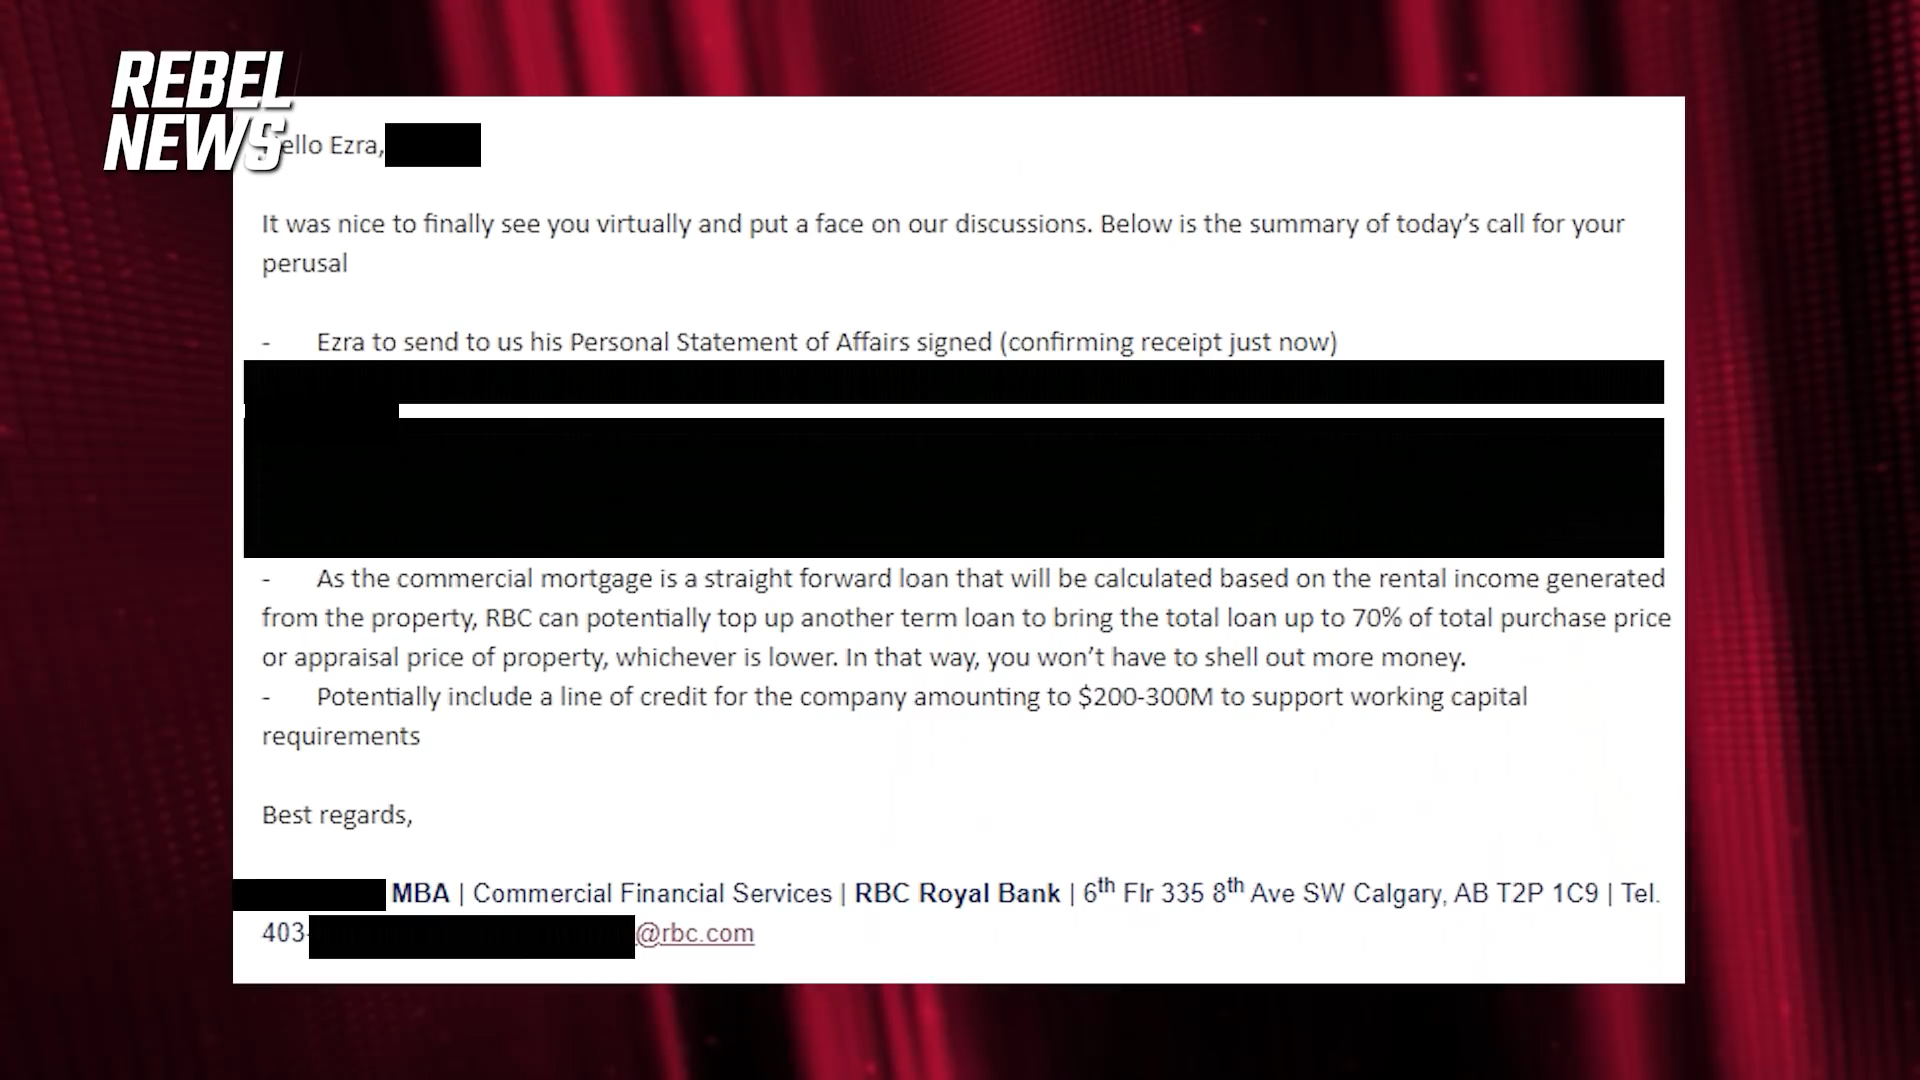 REBEL
NEWS
ello Ezra,
It was nice to finally see you virtually and put a face on our discussions. Below is the summary of today’s call for your
perusal
- Ezra to send to us his Personal Statement of Affairs signed (confirming receipt just now)
- As the commercial mortgage is a straight forward loan that will be calculated based on the rental income generated
from the property, RBC can potentially top up another term loan to bring the total loan up to 70% of total purchase price
or appraisal price of property, whichever is lower. In that way, you won’t have to shell out more money.
- Potentially include a line of credit for the company amounting to $200-300M to support working capital
requirements
Best regards,
MBA | Commercial Financial Services | RBC Royal Bank | 6th Flr 335 8th Ave SW Calgary, AB T2P 1C9 | Tel.
403- @rbc.com